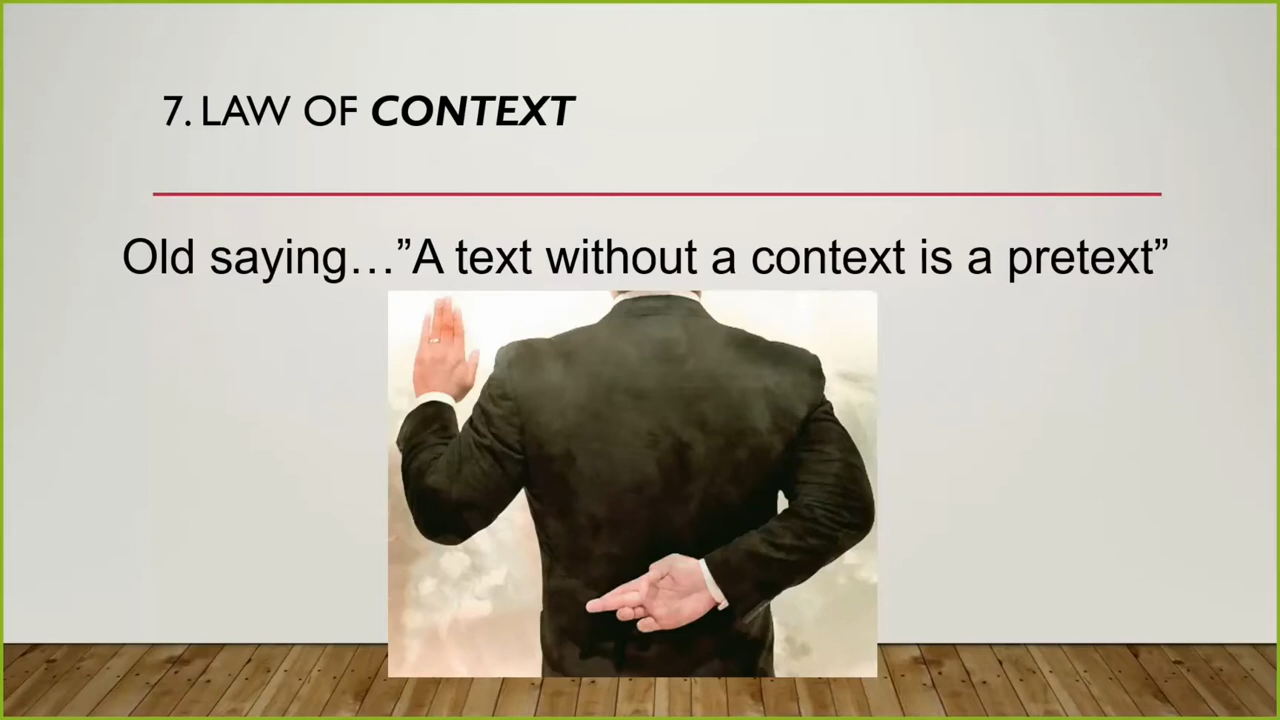 7. LAW OF CONTEXT
Old saying…”A text without a context is a pretext”